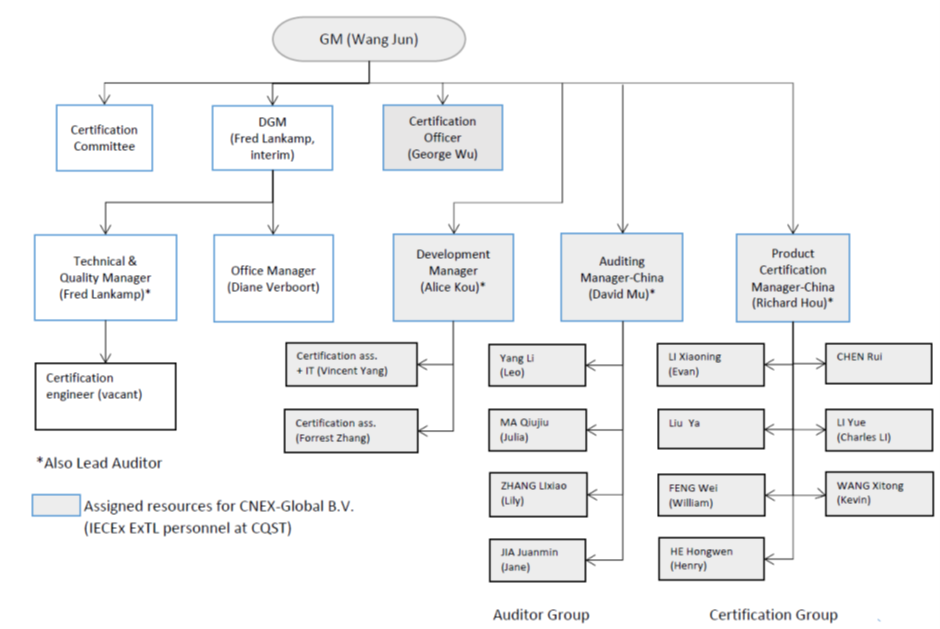 GM (Wang Jun)
Certification
Committee
DGM
(Fred Lankamp,
interim)
Certification
Officer
(George Wu)
Technical &
Quality Manager
(Fred Lankamp)*
Office Manager
(Diane Verboort)
Development
Manager
(Alice Kou)*
Auditing
Manager-China
(David Mu)*
Product
Certification
Manager-China
(Richard Hou)*
Certification
engineer (vacant)
Certification ass.
+ IT (Vincent Yang)
Certification ass.
(Forrest Zhang)
Yang Li
(Leo)
MA Qiujiu
(Julia)
ZHANG LIxiao
(Lily)
JIA Juanmin
(Jane)
LI Xiaoning
(Evan)
Liu Ya
FENG Wei
(William)
HE Hongwen
(Henry)
CHEN Rui
LI Yue
(Charles LI)
WANG Xitong
(Kevin)
*Also Lead Auditor
Assigned resources for CNEX-Global B.V.
(IECEx ExTL personnel at CQST)
Auditor Group
Certification Group